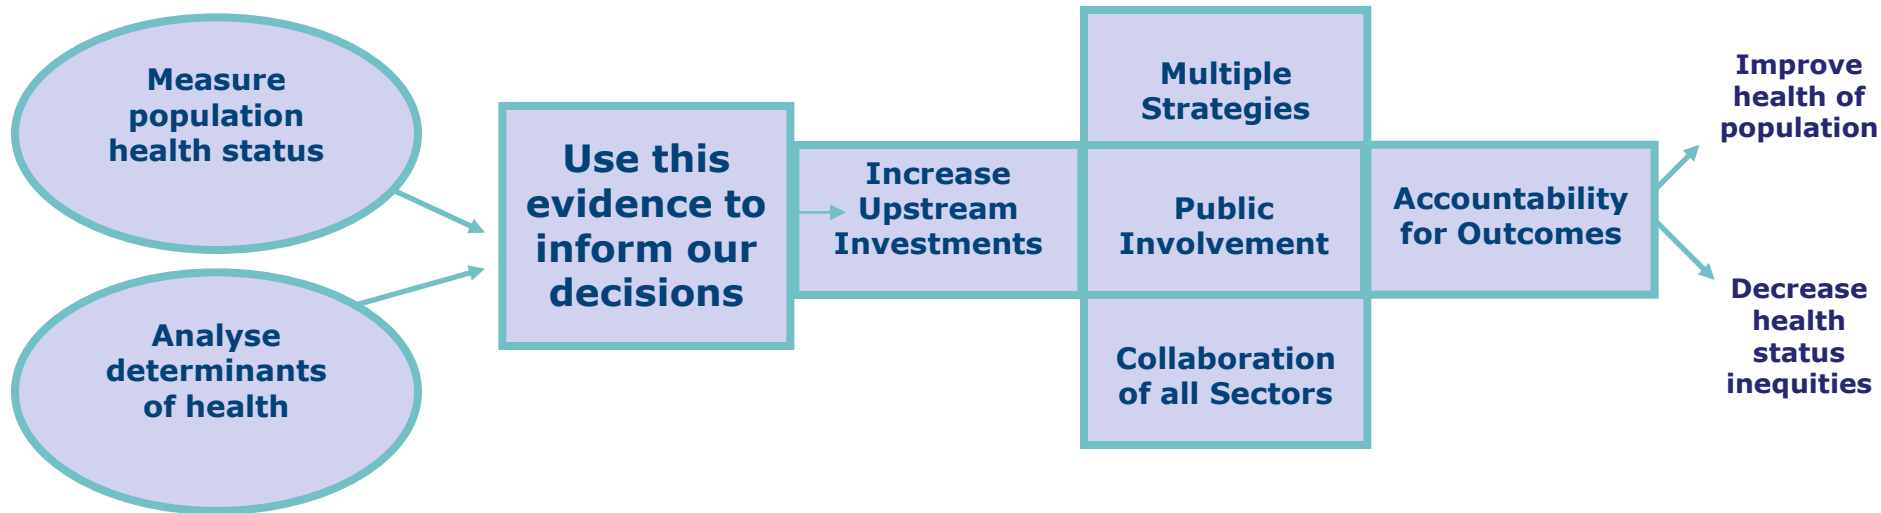 Measure
population
health status
Analyse
determinants
of health
Use this
evidence to
inform our
decisions
Increase
Upstream
Investments
Multiple
Strategies
Public
Involvement
Collaboration
of all Sectors
Accountability
for Outcomes
Improve
health of
population
Decrease
health
status
inequities